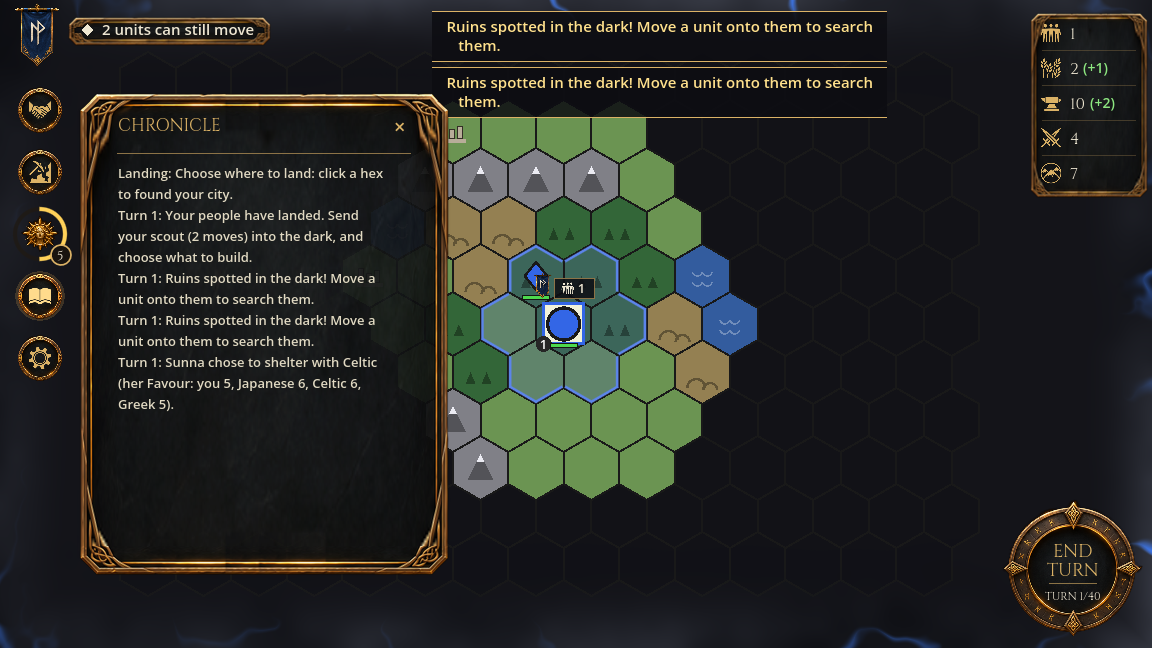 2 units can still move
Ruins spotted in the dark! Move a unit onto them to search
them.
Ruins spotted in the dark! Move a unit onto them to search
them.
1
2 (+1)
10 (+2)
4
7
CHRONICLE
×
Landing: Choose where to land: click a hex
to found your city.
Turn 1: Your people have landed. Send
your scout (2 moves) into the dark, and
choose what to build.
Turn 1: Ruins spotted in the dark! Move a
unit onto them to search them.
Turn 1: Ruins spotted in the dark! Move a
unit onto them to search them.
Turn 1: Sunna chose to shelter with Celtic
(her Favour: you 5, Japanese 6, Celtic 6,
Greek 5).
5
1
1
END
TURN
TURN 1/40